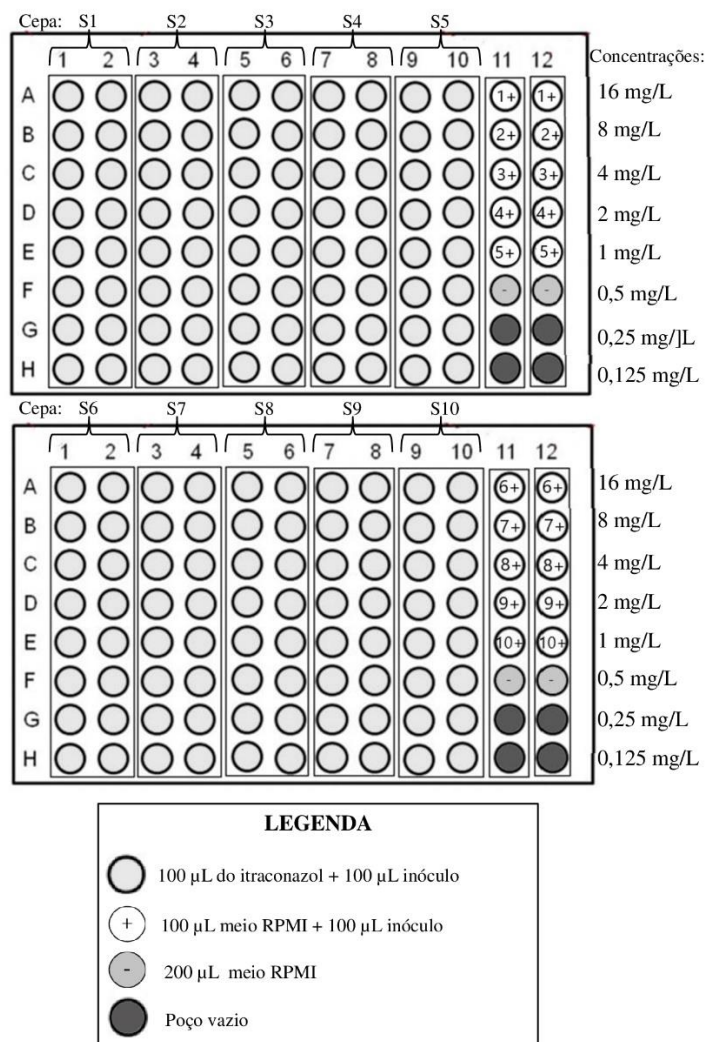 Cepa: S1 S2 S3 S4 S5
1 2 3 4 5 6 7 8 9 10 11 12 Concentrações:
A 1+ 1+ 16 mg/L
B 2+ 2+ 8 mg/L
C 3+ 3+ 4 mg/L
D 4+ 4+ 2 mg/L
E 5+ 5+ 1 mg/L
F - - 0,5 mg/L
G 0,25 mg/]L
H 0,125 mg/L
Cepa: S6 S7 S8 S9 S10
1 2 3 4 5 6 7 8 9 10 11 12
A 6+ 6+ 16 mg/L
B 7+ 7+ 8 mg/L
C 8+ 8+ 4 mg/L
D 9+ 9+ 2 mg/L
E 10+ 10+ 1 mg/L
F - - 0,5 mg/L
G 0,25 mg/L
H 0,125 mg/L
LEGENDA
100 µL do itraconazol + 100 µL inóculo
+ 100 µL meio RPMI + 100 µL inóculo
- 200 µL meio RPMI
Poço vazio